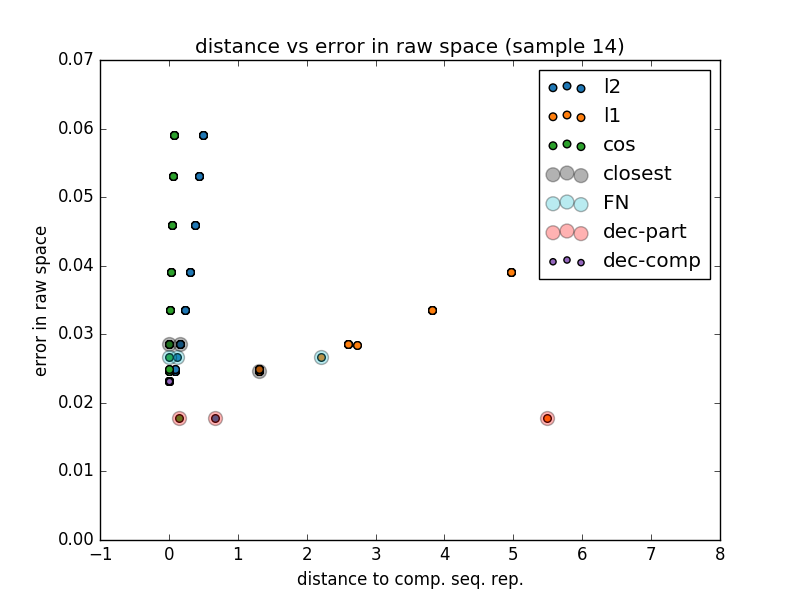 distance vs error in raw space (sample 14)
0.07
0.06
0.05
0.04
0.03
0.02
0.01
0.00
error in raw space
l2
l1
cos
closest
FN
dec-part
dec-comp
−1 0 1 2 3 4 5 6 7 8
distance to comp. seq. rep.